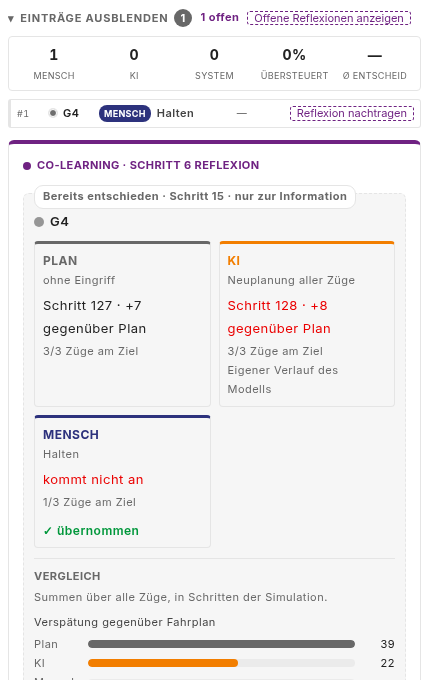 ▾ EINTRÄGE AUSBLENDEN 1 1 offen Offene Reflexionen anzeigen
1 0 0 0% —
MENSCH KI SYSTEM ÜBERSTEUERT Ø ENTSCHEID
#1 G4 MENSCH Halten — Reflexion nachtragen
CO-LEARNING · SCHRITT 6 REFLEXION
Bereits entschieden · Schritt 15 · nur zur Information
G4
PLAN
ohne Eingriff
Schritt 127 · +7
gegenüber Plan
3/3 Züge am Ziel
KI
Neuplanung aller Züge
Schritt 128 · +8
gegenüber Plan
3/3 Züge am Ziel
Eigener Verlauf des
Modells
MENSCH
Halten
kommt nicht an
1/3 Züge am Ziel
✓ übernommen
VERGLEICH
Summen über alle Züge, in Schritten der Simulation.
Verspätung gegenüber Fahrplan
Plan 39
KI 22